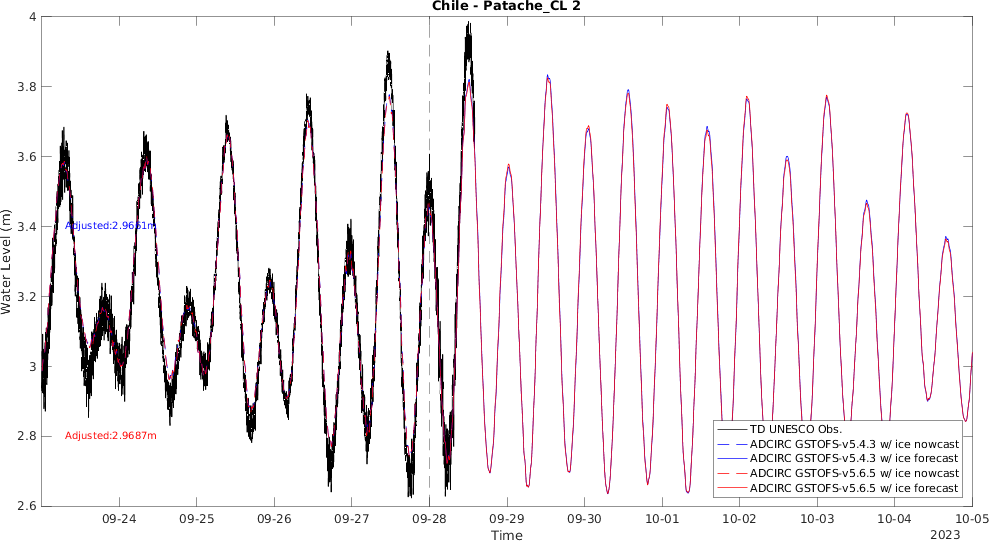 Chile - Patache_CL 2
Water Level (m)
4
3.8
3.6
3.4
3.2
3
2.8
2.6
Adjusted:2.9661m
Adjusted:2.9687m
TD UNESCO Obs.
ADCIRC GSTOFS-v5.4.3 w/ ice nowcast
ADCIRC GSTOFS-v5.4.3 w/ ice forecast
ADCIRC GSTOFS-v5.6.5 w/ ice nowcast
ADCIRC GSTOFS-v5.6.5 w/ ice forecast
09-24 09-25 09-26 09-27 09-28 09-29 09-30 10-01 10-02 10-03 10-04 10-05
Time
2023